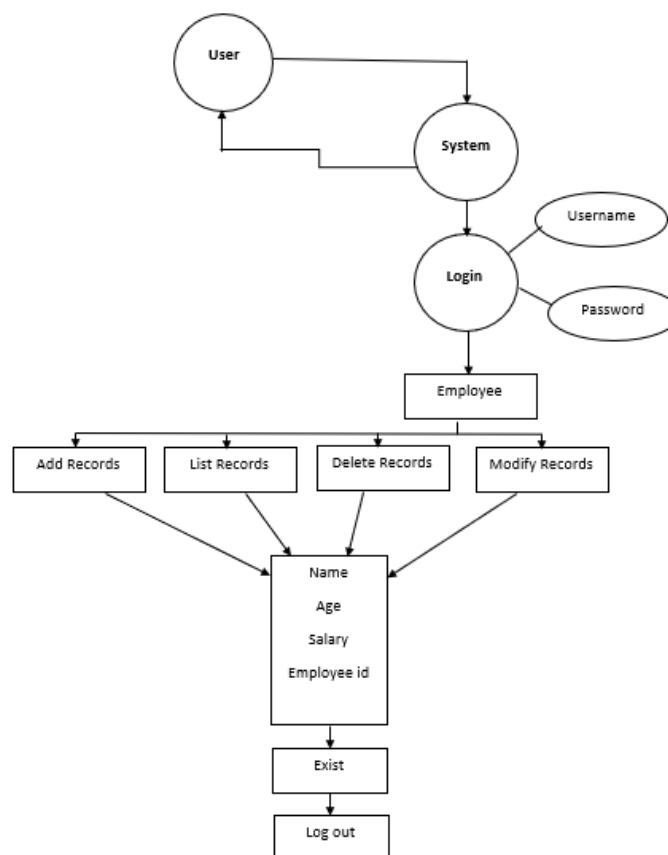 User
System
Username
Login
Password
Employee
Add Records
List Records
Delete Records
Modify Records
Name
Age
Salary
Employee id
Exist
Log out